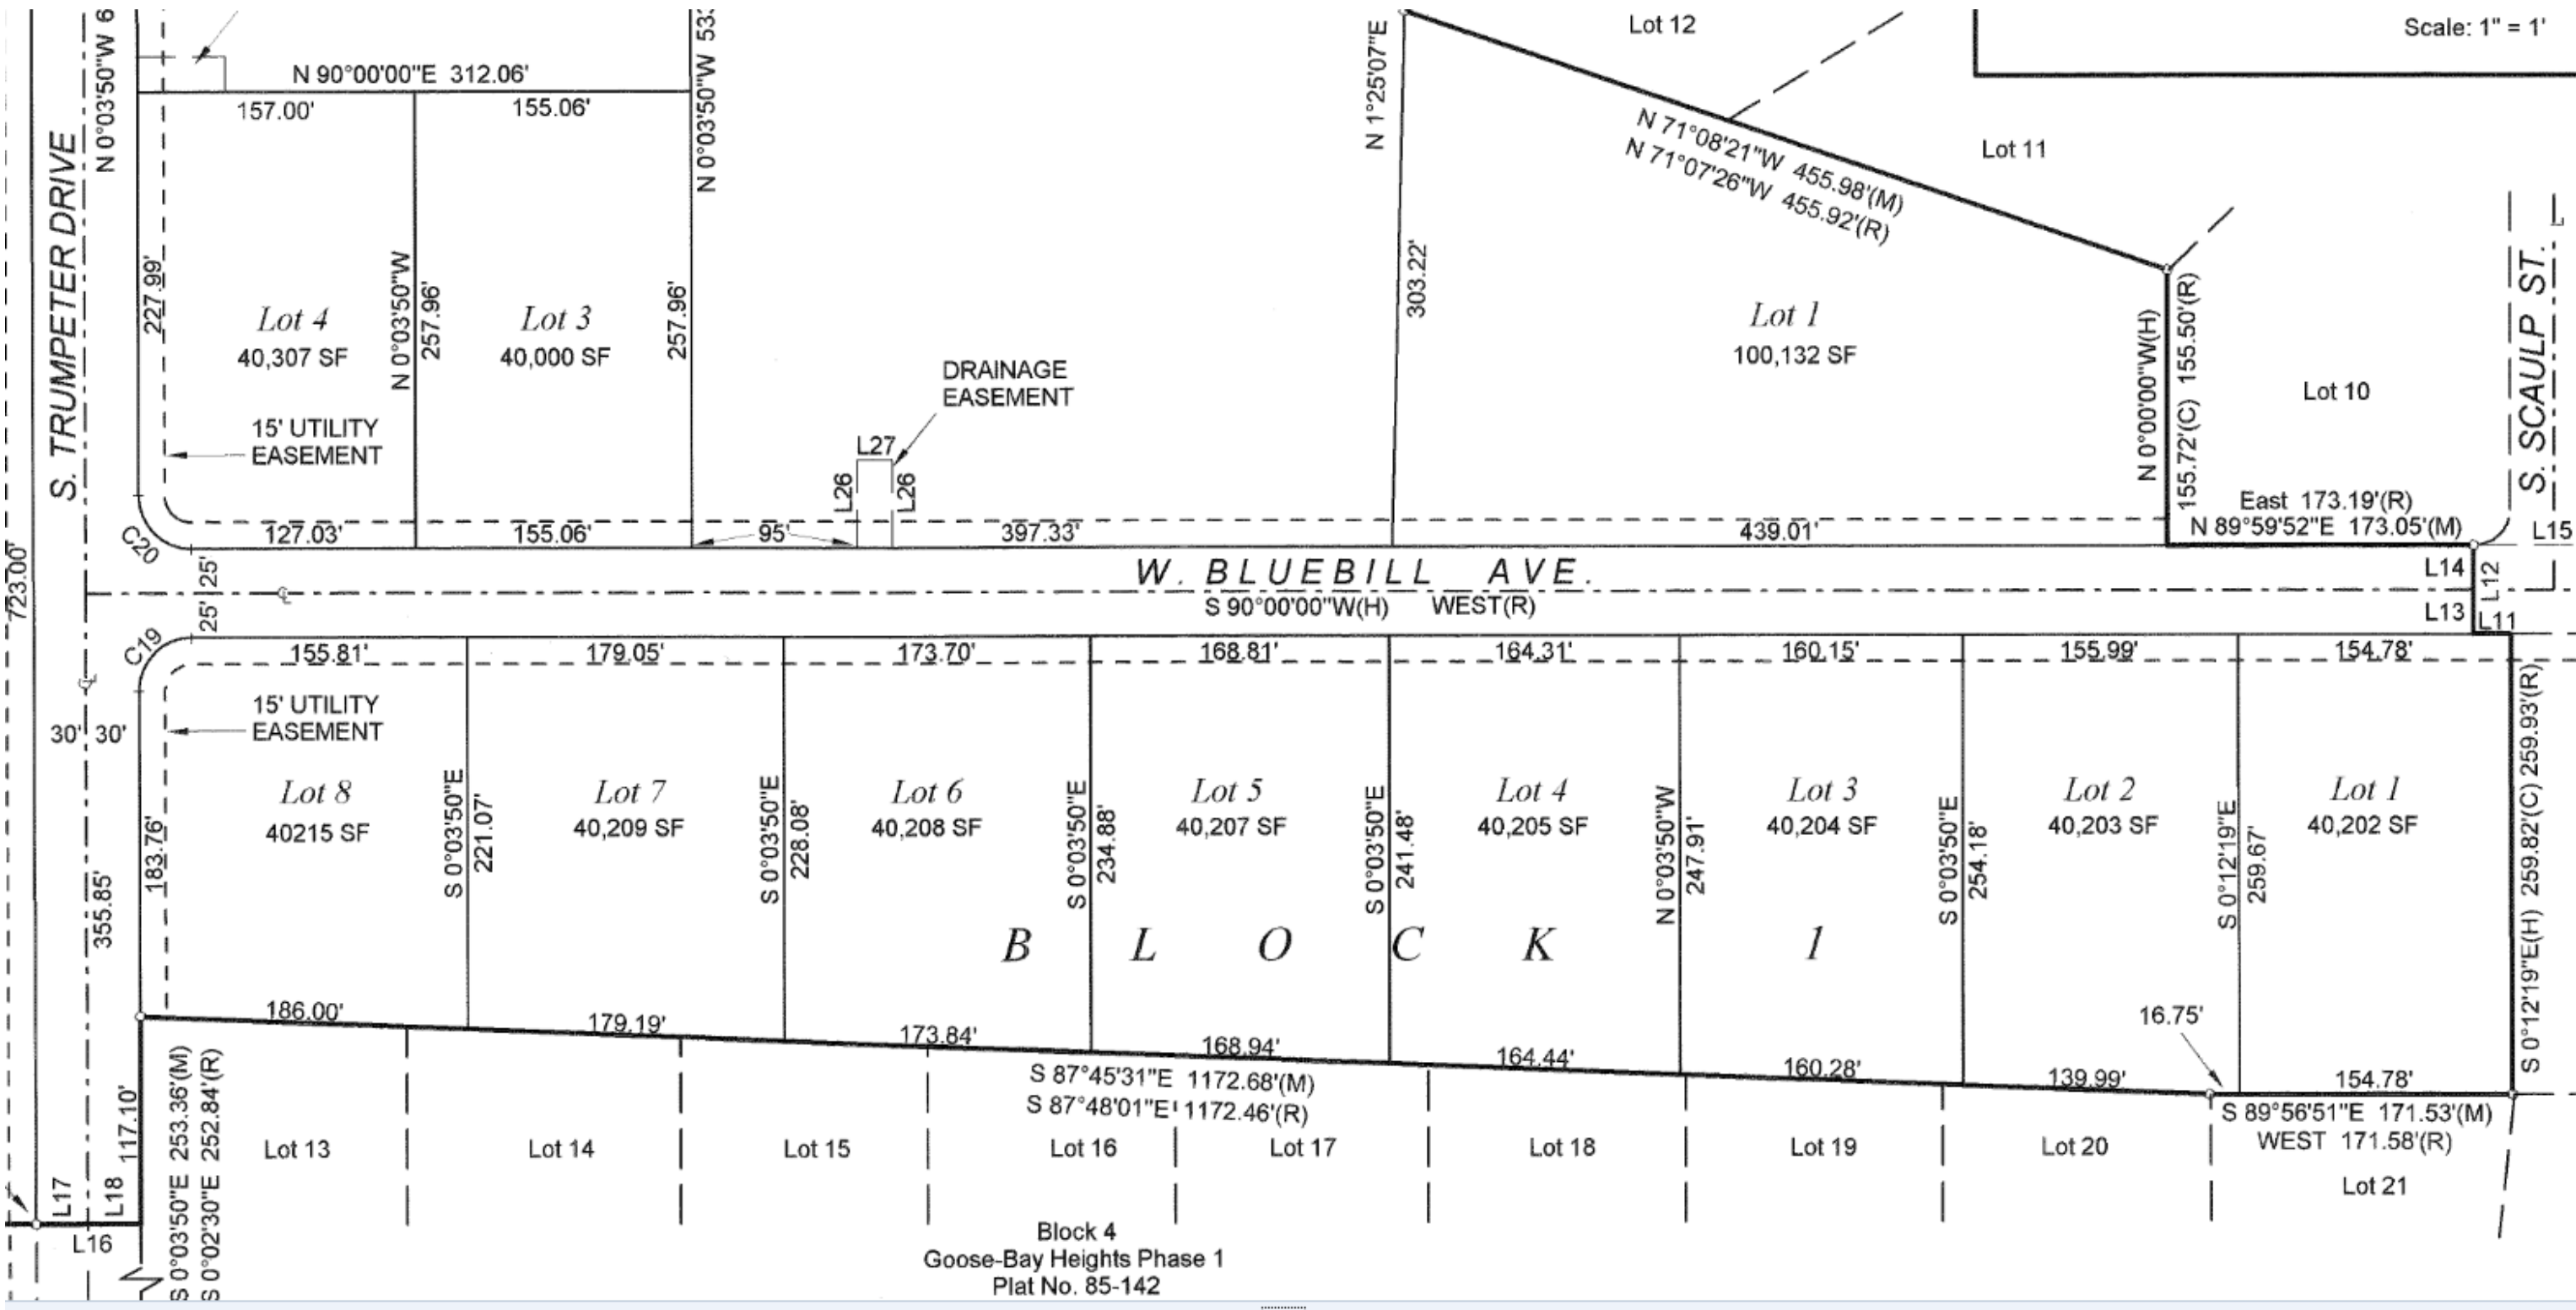 Lot 12
Scale: 1" = 1'
N 0°03'50"W 6
N 90°00'00"E 312.06'
157.00'
155.06'
N 0°03'50"W 53
N 1°25'07"E
303.22'
N 71°08'21"W 455.98'(M)
N 71°07'26"W 455.92'(R)
Lot 11
S. TRUMPETER DRIVE
227.99'
Lot 4
40,307 SF
N 0°03'50"W
257.96'
Lot 3
40,000 SF
257.96'
Lot 1
100,132 SF
N 0°00'00"W(H)
155.72'(C) 155.50'(R)
Lot 10
S. SCAULP ST.
15' UTILITY
EASEMENT
DRAINAGE
EASEMENT
L27
L26
L26
East 173.19'(R)
N 89°59'52"E 173.05'(M)
L15
C20
127.03'
155.06'
95'
397.33'
439.01'
723.00'
25'
25'
W. BLUEBILL AVE.
S 90°00'00"W(H) WEST(R)
L14
L12
L13
L11
C19
155.81'
179.05'
173.70'
168.81'
164.31'
160.15'
155.99'
154.78'
15' UTILITY
EASEMENT
30'
30'
183.76'
355.85'
Lot 8
40215 SF
S 0°03'50"E
221.07'
Lot 7
40,209 SF
S 0°03'50"E
228.08'
Lot 6
40,208 SF
S 0°03'50"E
234.88'
Lot 5
40,207 SF
S 0°03'50"E
241.48'
Lot 4
40,205 SF
N 0°03'50"W
247.91'
Lot 3
40,204 SF
S 0°03'50"E
254.18'
Lot 2
40,203 SF
S 0°12'19"E
259.67'
Lot 1
40,202 SF
S 0°12'19"E(H) 259.82'(C) 259.93'(R)
BLOCK 1
186.00'
179.19'
173.84'
168.94'
164.44'
160.28'
139.99'
16.75'
154.78'
S 87°45'31"E 1172.68'(M)
S 87°48'01"E 1172.46'(R)
S 89°56'51"E 171.53'(M)
WEST 171.58'(R)
117.10'
S 0°03'50"E 253.36'(M)
S 0°02'30"E 252.84'(R)
Lot 13
Lot 14
Lot 15
Lot 16
Lot 17
Lot 18
Lot 19
Lot 20
Lot 21
L17
L18
L16
Block 4
Goose-Bay Heights Phase 1
Plat No. 85-142